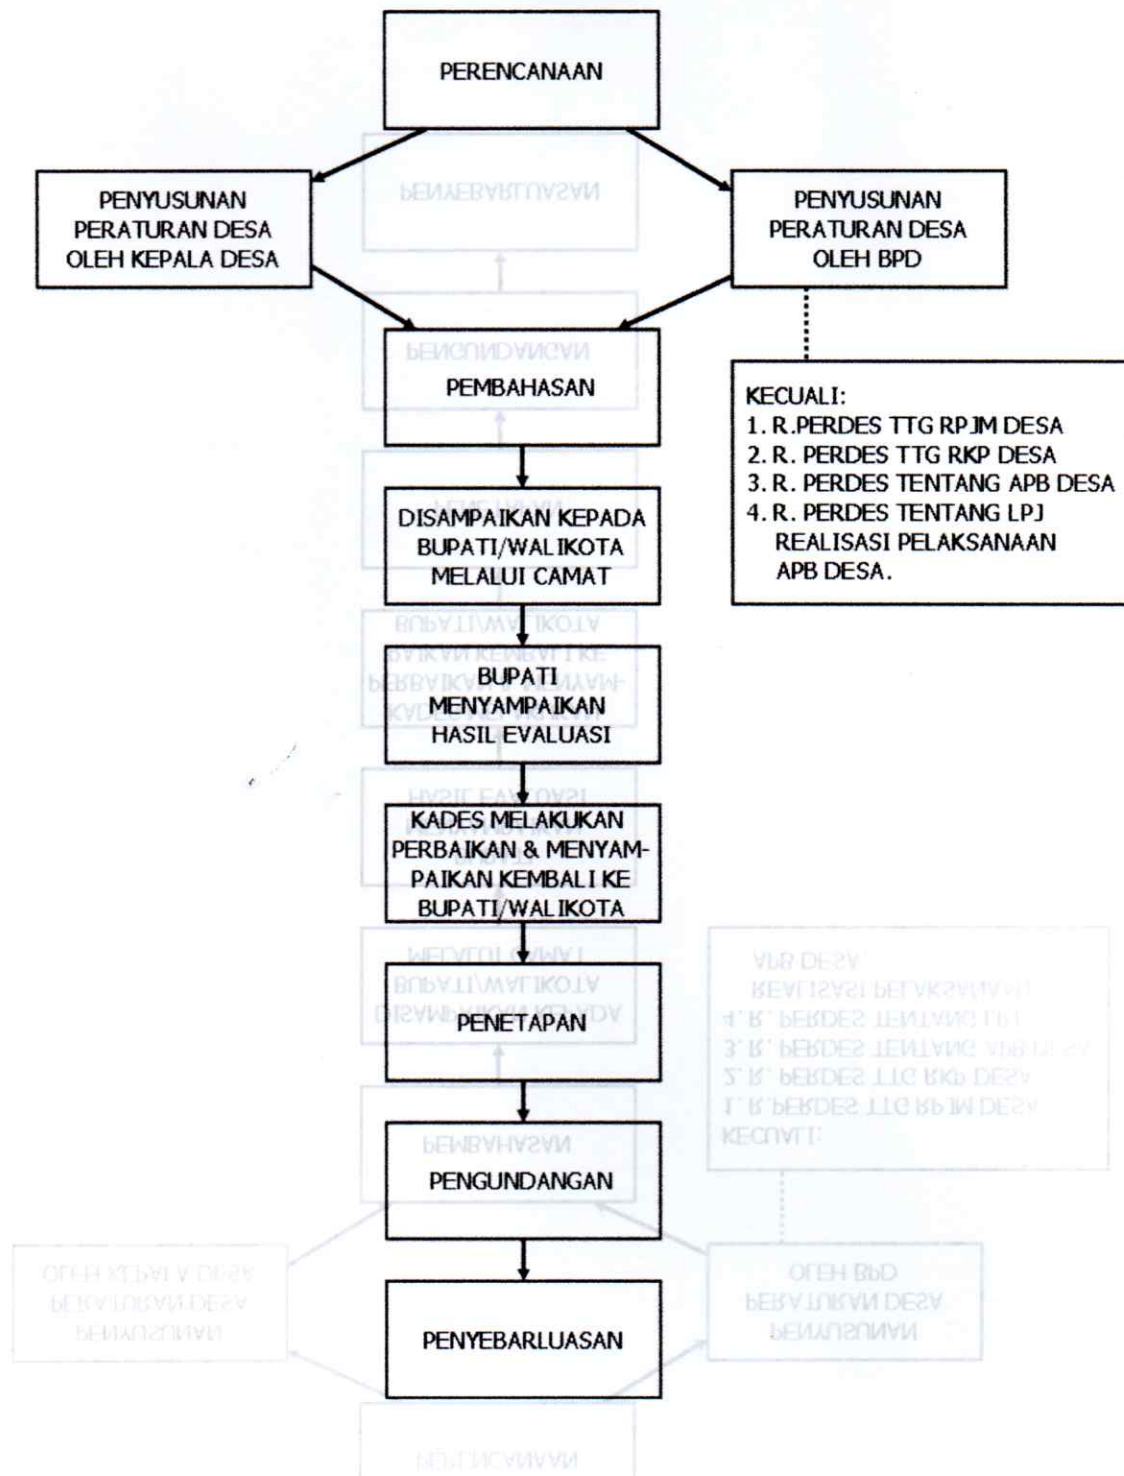 PERENCANAAN
PENYUSUNAN
PERATURAN DESA
OLEH KEPALA DESA
PENYUSUNAN
PERATURAN DESA
OLEH BPD
PEMBAHASAN
KECUALI:
1. R.PERDES TTG RPJM DESA
2. R. PERDES TTG RKP DESA
3. R. PERDES TENTANG APB DESA
4. R. PERDES TENTANG LPJ
REALISASI PELAKSANAAN
APB DESA.
DISAMPAIKAN KEPADA
BUPATI/WALIKOTA
MELALUI CAMAT
BUPATI
MENYAMPAIKAN
HASIL EVALUASI
KADES MELAKUKAN
PERBAIKAN & MENYAM-
PAIKAN KEMBALI KE
BUPATI/WALIKOTA
PENETAPAN
PENGUNDANGAN
PENYEBARLUASAN